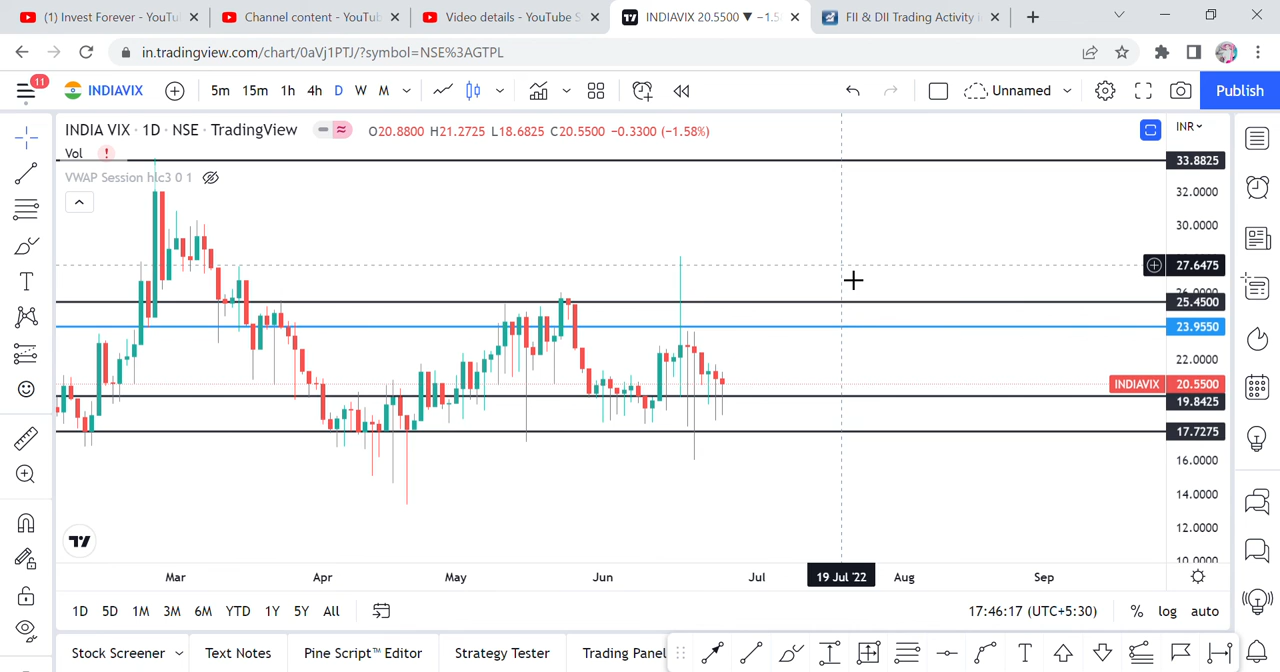 (1) Invest Forever - YouTu
Channel content - YouTub
Video details - YouTube S
INDIAVIX 20.5500 ▼ −1.5
FII & DII Trading Activity i
in.tradingview.com/chart/0aVj1PTJ/?symbol=NSE%3AGTPL
11
INDIAVIX
5m 15m 1h 4h D W M
Unnamed
Publish
INDIA VIX · 1D · NSE · TradingView
O20.8800 H21.2725 L18.6825 C20.5500 −0.3300 (−1.58%)
INR
Vol
VWAP Session hlc3 0 1
33.8825
32.0000
30.0000
27.6475
26.0000
25.4500
23.9550
22.0000
INDIAVIX 20.5500
19.8425
17.7275
16.0000
14.0000
12.0000
10.0000
Mar Apr May Jun Jul 19 Jul '22 Aug Sep
1D 5D 1M 3M 6M YTD 1Y 5Y All
17:46:17 (UTC+5:30) % log auto
Stock Screener Text Notes Pine Script™ Editor Strategy Tester Trading Panel